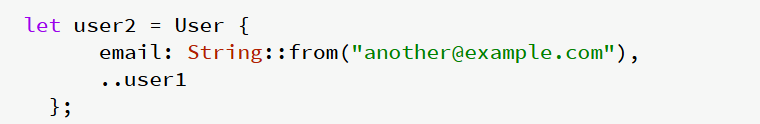 let user2 = User {
email: String::from("another@example.com"),
..user1
};